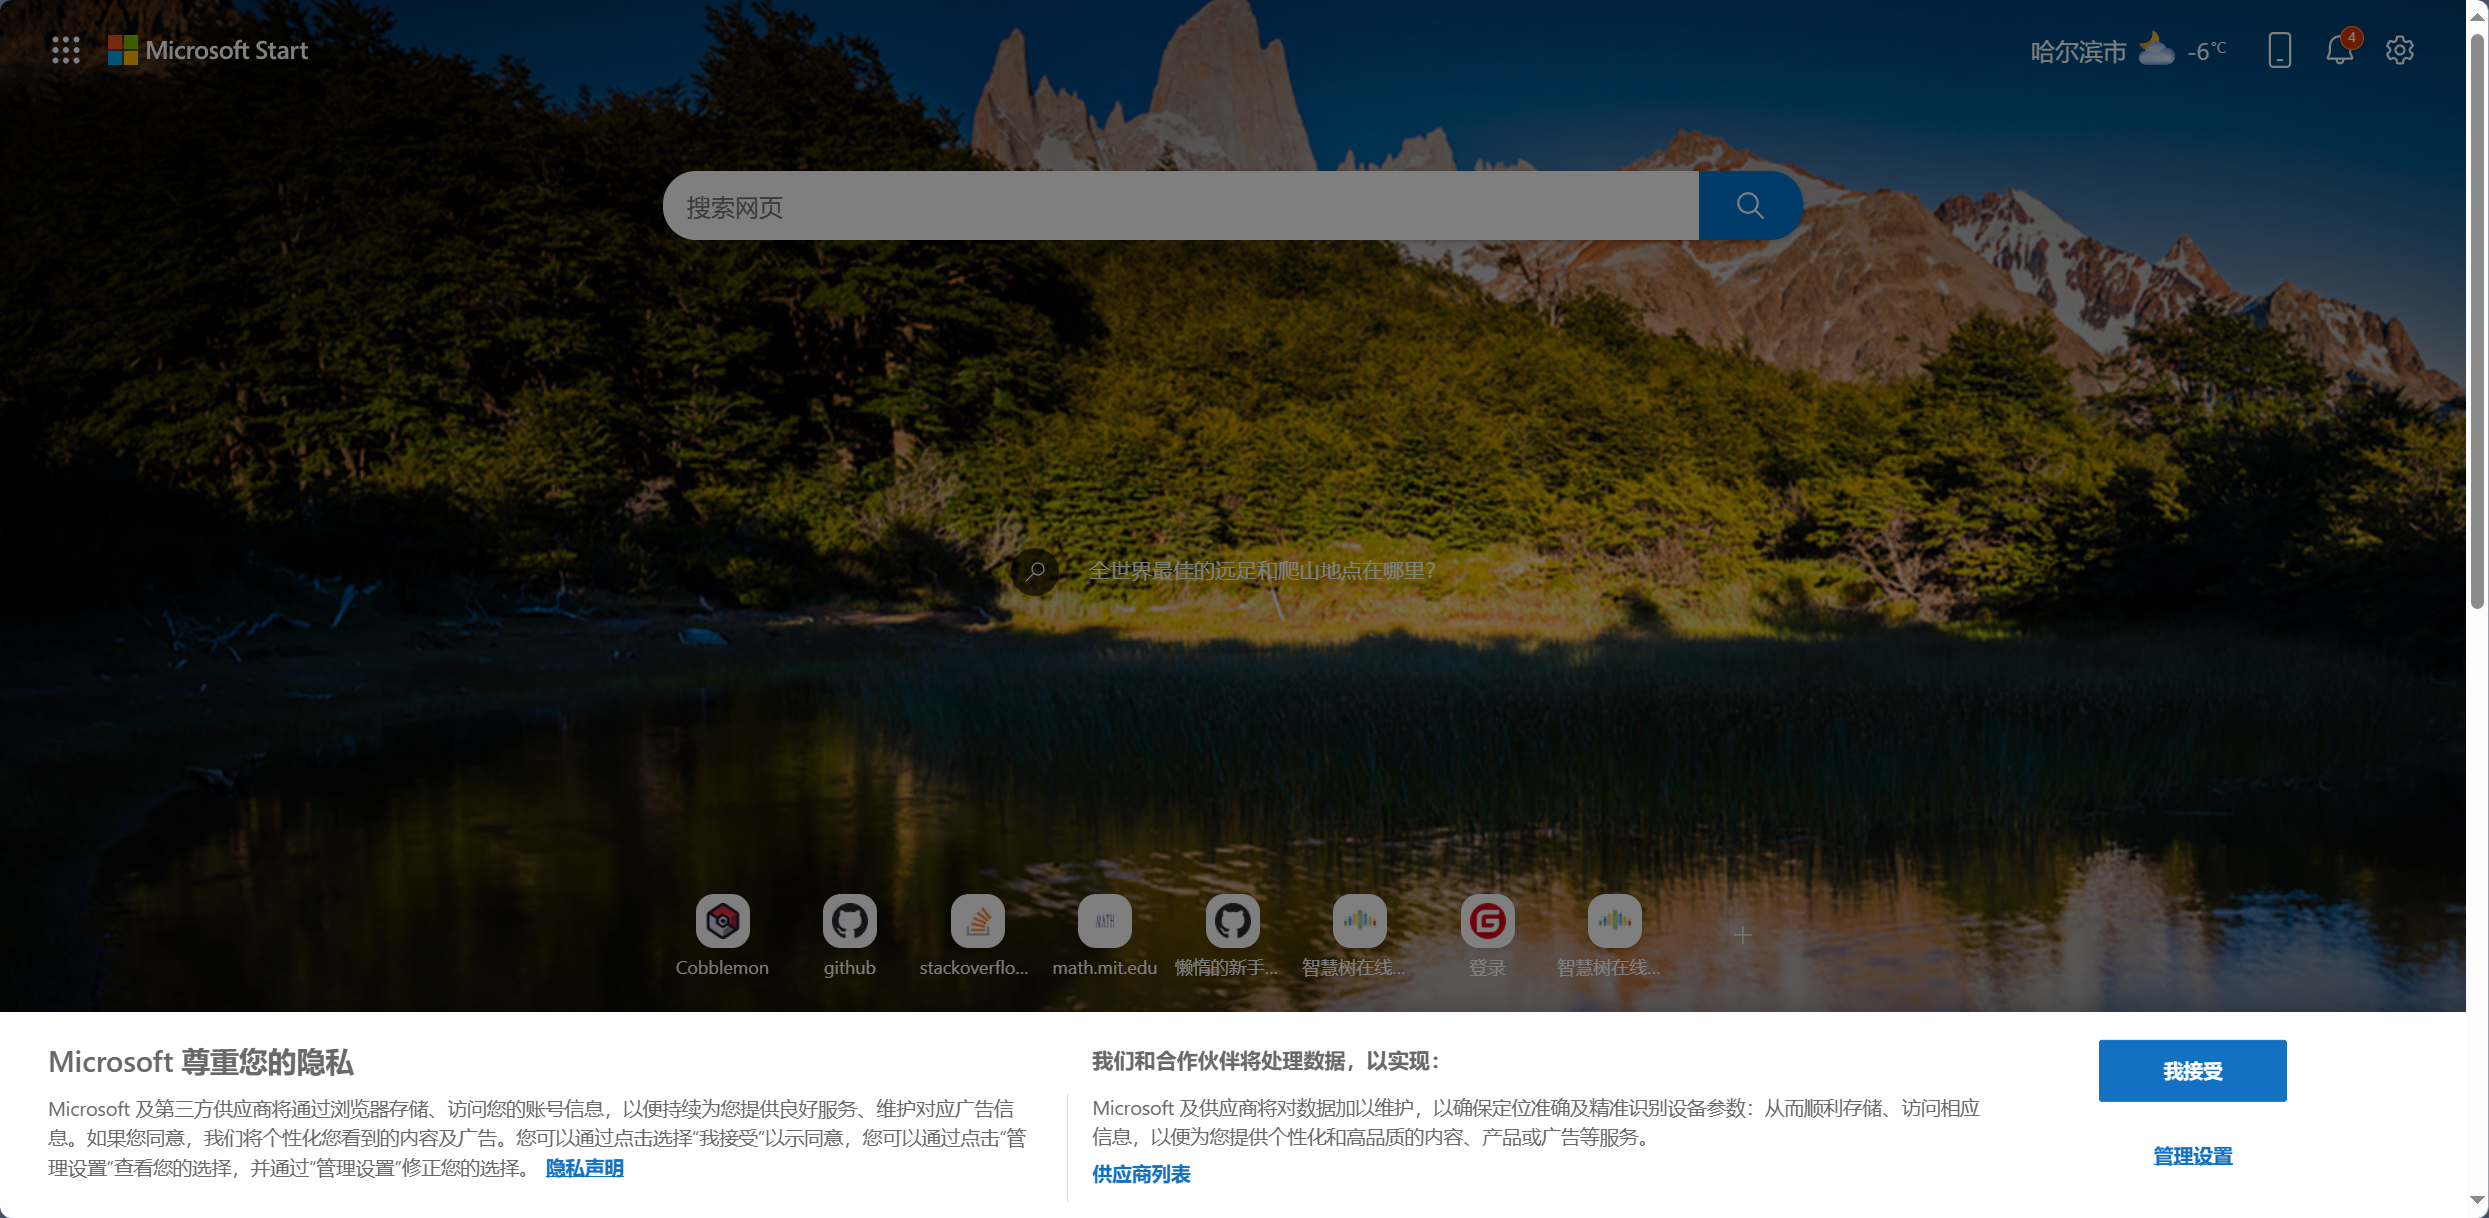 Microsoft Start
哈尔滨市 -6°C
4
搜索网页
全世界最佳的远足和爬山地点在哪里?
MATH
Cobblemon github stackoverflo... math.mit.edu 懒惰的新手... 智慧树在线... 登录 智慧树在线...
Microsoft 尊重您的隐私
Microsoft 及第三方供应商将通过浏览器存储、访问您的账号信息，以便持续为您提供良好服务、维护对应广告信
息。如果您同意，我们将个性化您看到的内容及广告。您可以通过点击选择“我接受”以示同意，您可以通过点击“管
理设置”查看您的选择，并通过“管理设置”修正您的选择。 隐私声明
我们和合作伙伴将处理数据，以实现：
Microsoft 及供应商将对数据加以维护，以确保定位准确及精准识别设备参数：从而顺利存储、访问相应
信息，以便为您提供个性化和高品质的内容、产品或广告等服务。
供应商列表
我接受
管理设置